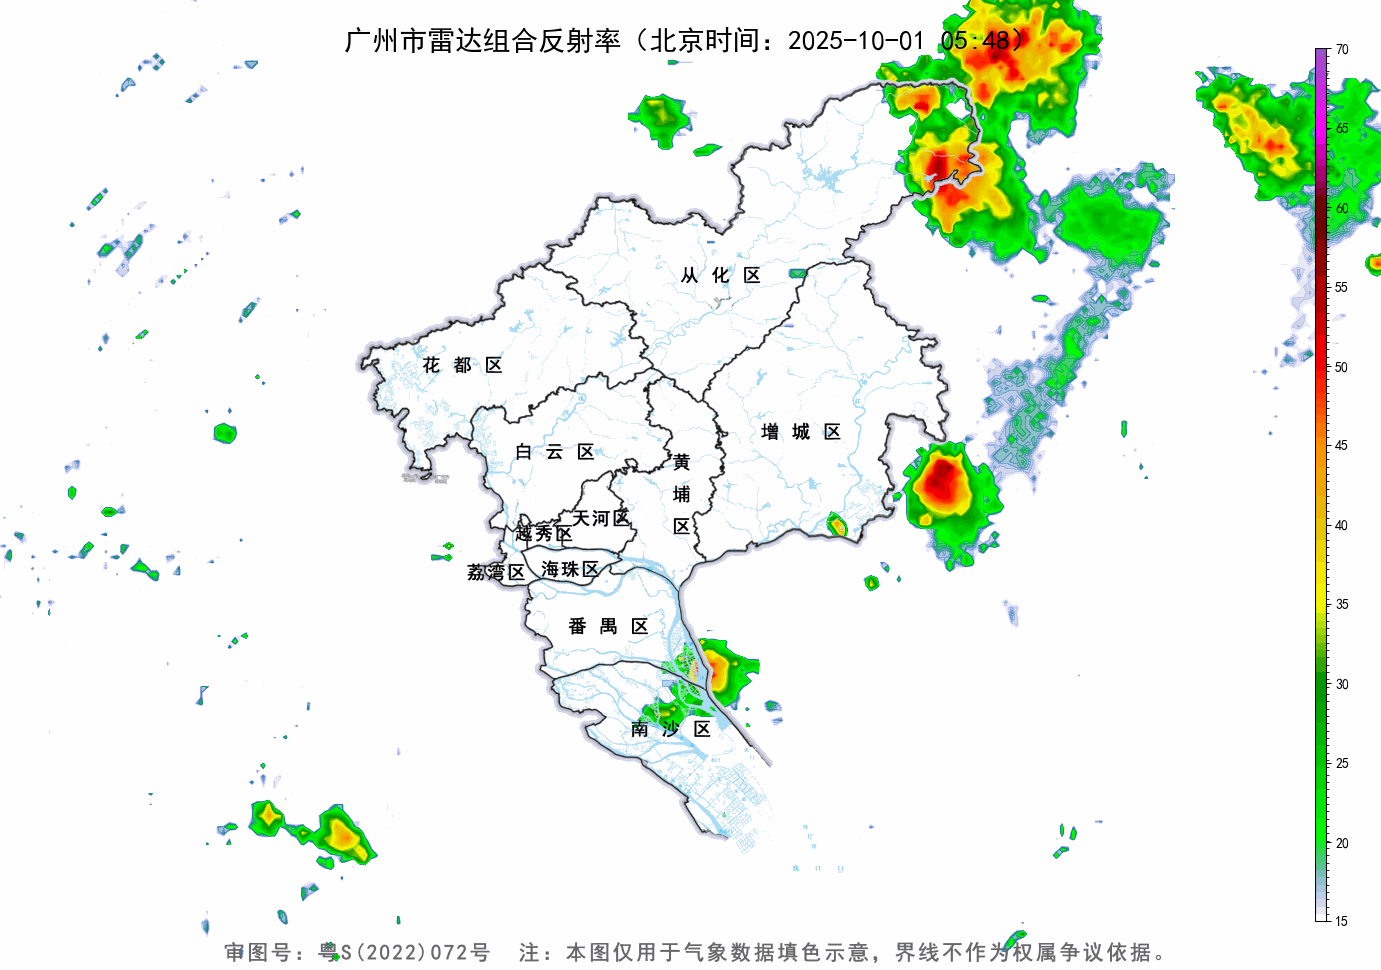 广州市雷达组合反射率（北京时间：2025-10-01 05:48）
70
65
60
55
50
45
40
35
30
25
20
15
从化区
花都区
增城区
白云区
黄埔区
天河区
越秀区
海珠区
荔湾区
番禺区
南沙区
审图号：粤S(2022)072号 注：本图仅用于气象数据填色示意，界线不作为权属争议依据。